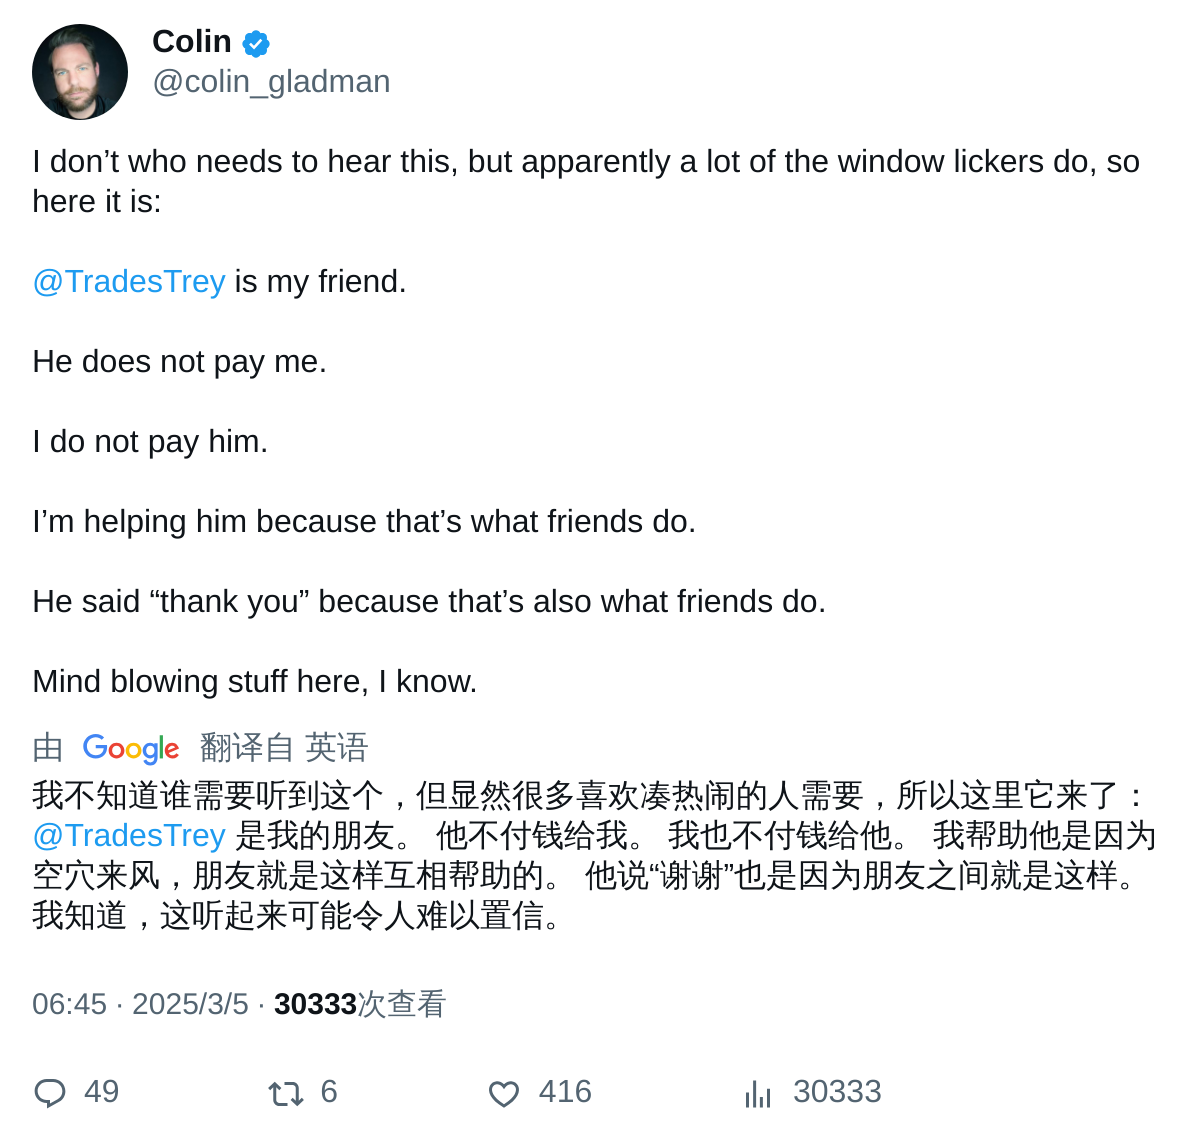 Colin
@colin_gladman
I don’t who needs to hear this, but apparently a lot of the window lickers do, so
here it is:
@TradesTrey is my friend.
He does not pay me.
I do not pay him.
I’m helping him because that’s what friends do.
He said “thank you” because that’s also what friends do.
Mind blowing stuff here, I know.
由 Google 翻译自 英语
我不知道谁需要听到这个，但显然很多喜欢凑热闹的人需要，所以这里它来了：
@TradesTrey 是我的朋友。 他不付钱给我。 我也不付钱给他。 我帮助他是因为
空穴来风，朋友就是这样互相帮助的。 他说“谢谢”也是因为朋友之间就是这样。
我知道，这听起来可能令人难以置信。
06:45 · 2025/3/5 · 30333次查看
49 6 416 30333